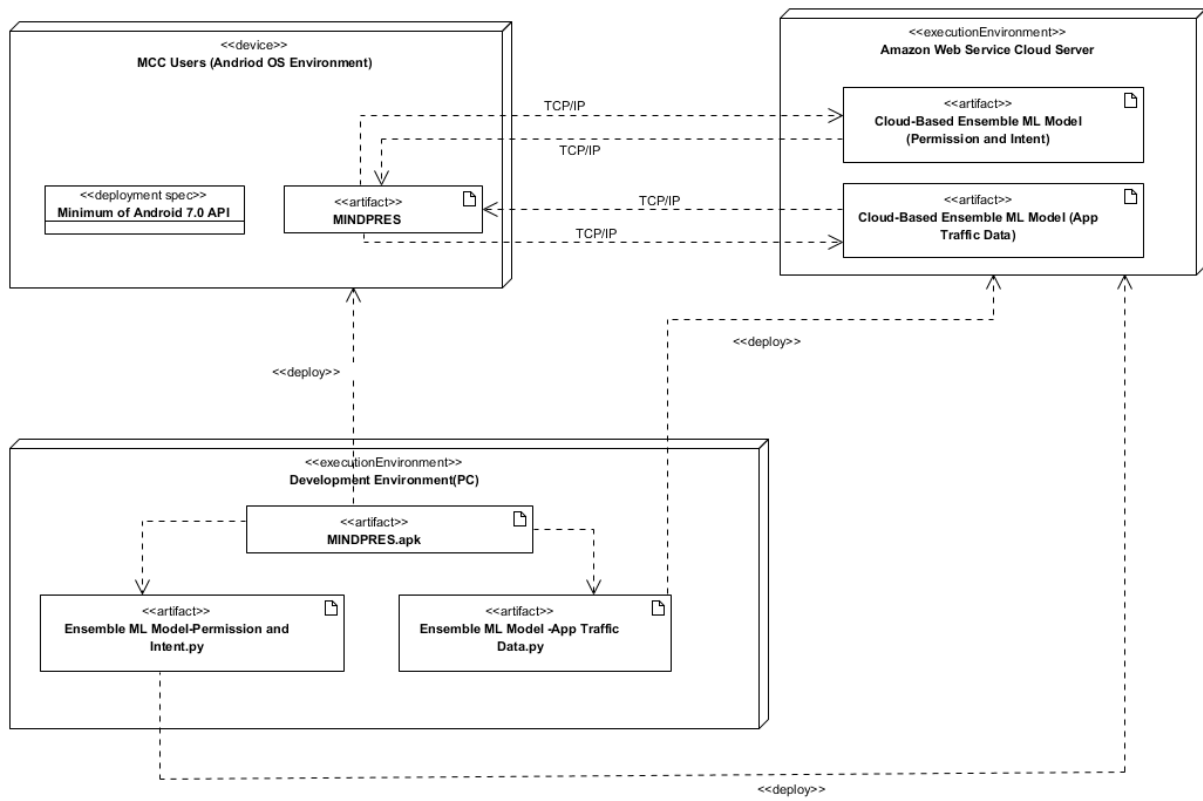 <<device>>
MCC Users (Andriod OS Environment)
<<deployment spec>>
Minimum of Android 7.0 API
<<artifact>>
MINDPRES
TCP/IP
TCP/IP
TCP/IP
TCP/IP
<<executionEnvironment>>
Amazon Web Service Cloud Server
<<artifact>>
Cloud-Based Ensemble ML Model
(Permission and Intent)
<<artifact>>
Cloud-Based Ensemble ML Model (App
Traffic Data)
<<deploy>>
<<deploy>>
<<executionEnvironment>>
Development Environment(PC)
<<artifact>>
MINDPRES.apk
<<artifact>>
Ensemble ML Model-Permission and
Intent.py
<<artifact>>
Ensemble ML Model -App Traffic
Data.py
<<deploy>>